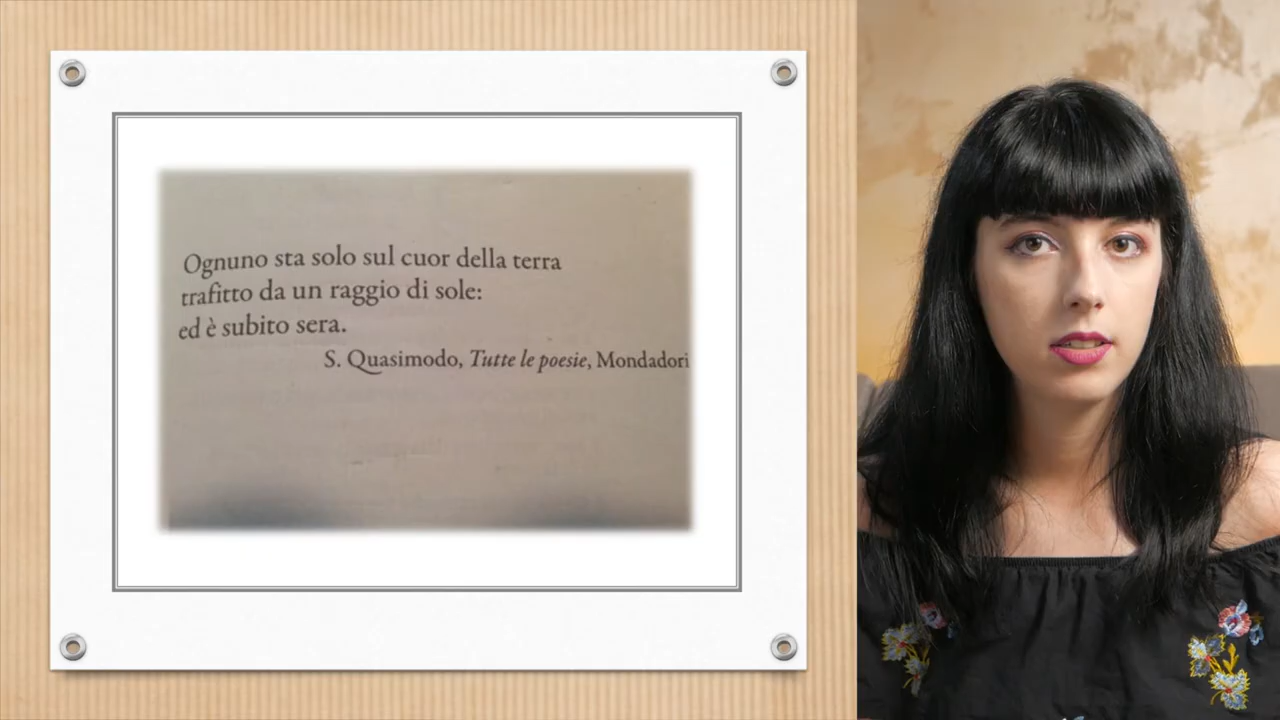 Ognuno sta solo sul cuor della terra
trafitto da un raggio di sole:
ed è subito sera.
S. Quasimodo, Tutte le poesie, Mondadori